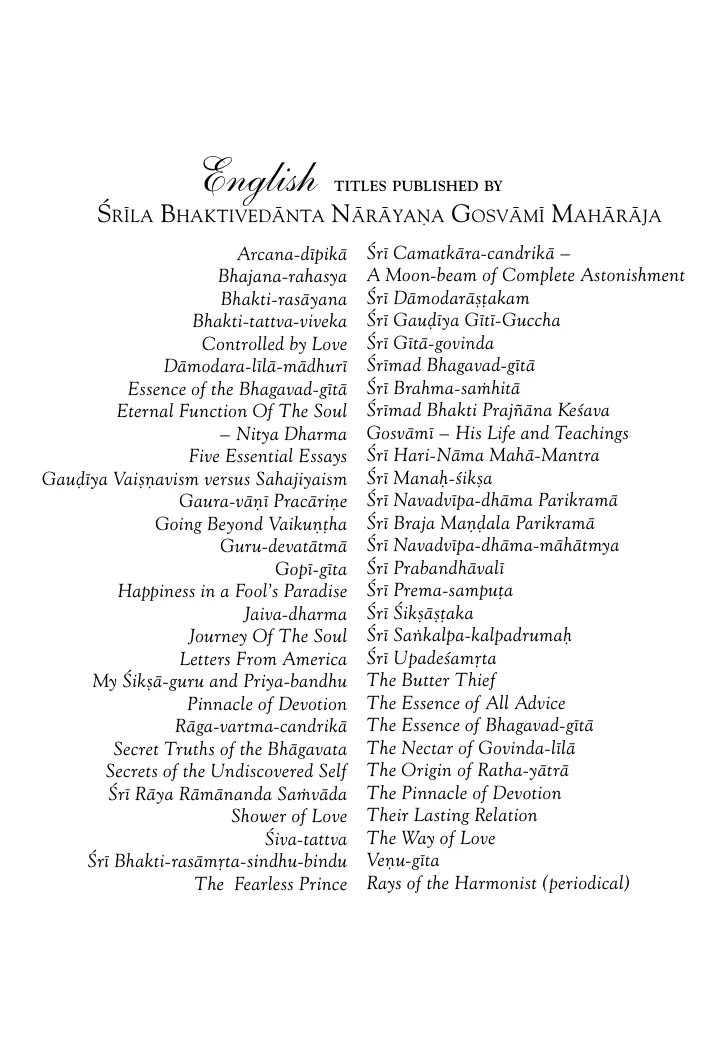 English TITLES PUBLISHED BY
ŚRĪLA BHAKTIVEDĀNTA NĀRĀYAṆA GOSVĀMĪ MAHĀRĀJA
Arcana-dīpikā
Bhajana-rahasya
Bhakti-rasāyana
Bhakti-tattva-viveka
Controlled by Love
Dāmodara-līlā-mādhurī
Essence of the Bhagavad-gītā
Eternal Function Of The Soul
– Nitya Dharma
Five Essential Essays
Gauḍīya Vaiṣṇavism versus Sahajiyaism
Gaura-vāṇī Pracāriṇe
Going Beyond Vaikuṇṭha
Guru-devatātmā
Gopī-gīta
Happiness in a Fool's Paradise
Jaiva-dharma
Journey Of The Soul
Letters From America
My Śikṣā-guru and Priya-bandhu
Pinnacle of Devotion
Rāga-vartma-candrikā
Secret Truths of the Bhāgavata
Secrets of the Undiscovered Self
Śrī Rāya Rāmānanda Saṁvāda
Shower of Love
Śiva-tattva
Śrī Bhakti-rasāmṛta-sindhu-bindu
The Fearless Prince
Śrī Camatkāra-candrikā –
A Moon-beam of Complete Astonishment
Śrī Dāmodarāṣṭakam
Śrī Gauḍīya Gītī-Guccha
Śrī Gītā-govinda
Śrīmad Bhagavad-gītā
Śrī Brahma-saṁhitā
Śrīmad Bhakti Prajñāna Keśava
Gosvāmī – His Life and Teachings
Śrī Hari-Nāma Mahā-Mantra
Śrī Manaḥ-śikṣa
Śrī Navadvīpa-dhāma Parikramā
Śrī Braja Maṇḍala Parikramā
Śrī Navadvīpa-dhāma-māhātmya
Śrī Prabandhāvalī
Śrī Prema-sampuṭa
Śrī Śikṣāṣṭaka
Śrī Saṅkalpa-kalpadrumaḥ
Śrī Upadeśamṛta
The Butter Thief
The Essence of All Advice
The Essence of Bhagavad-gītā
The Nectar of Govinda-līlā
The Origin of Ratha-yātrā
The Pinnacle of Devotion
Their Lasting Relation
The Way of Love
Veṇu-gīta
Rays of the Harmonist (periodical)